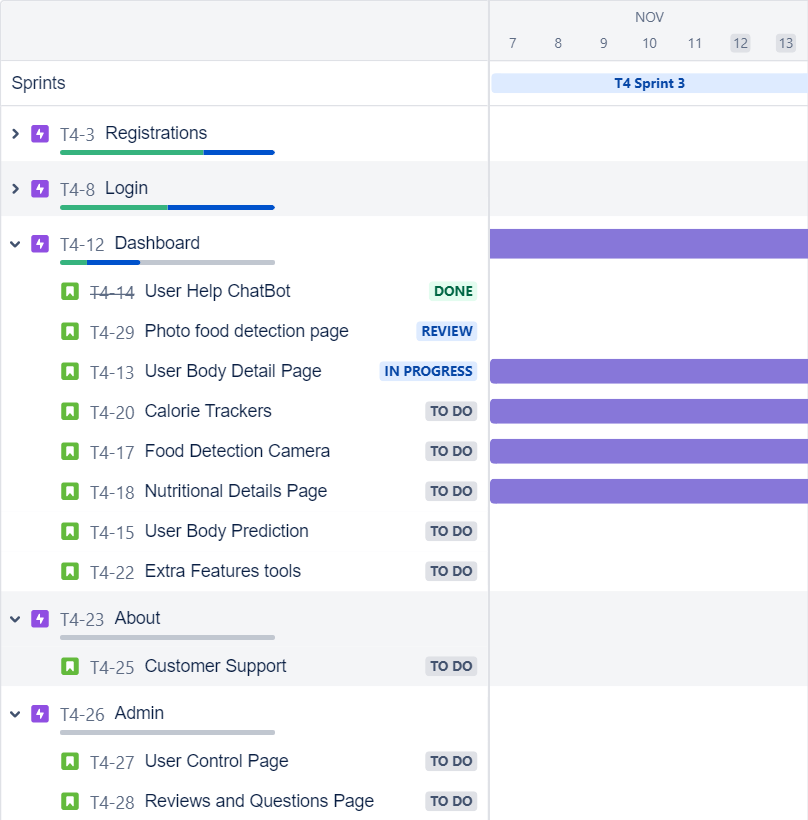 NOV
7 8 9 10 11 12 13
Sprints T4 Sprint 3
T4-3 Registrations
T4-8 Login
T4-12 Dashboard
T4-14 User Help ChatBot DONE
T4-29 Photo food detection page REVIEW
T4-13 User Body Detail Page IN PROGRESS
T4-20 Calorie Trackers TO DO
T4-17 Food Detection Camera TO DO
T4-18 Nutritional Details Page TO DO
T4-15 User Body Prediction TO DO
T4-22 Extra Features tools TO DO
T4-23 About
T4-25 Customer Support TO DO
T4-26 Admin
T4-27 User Control Page TO DO
T4-28 Reviews and Questions Page TO DO